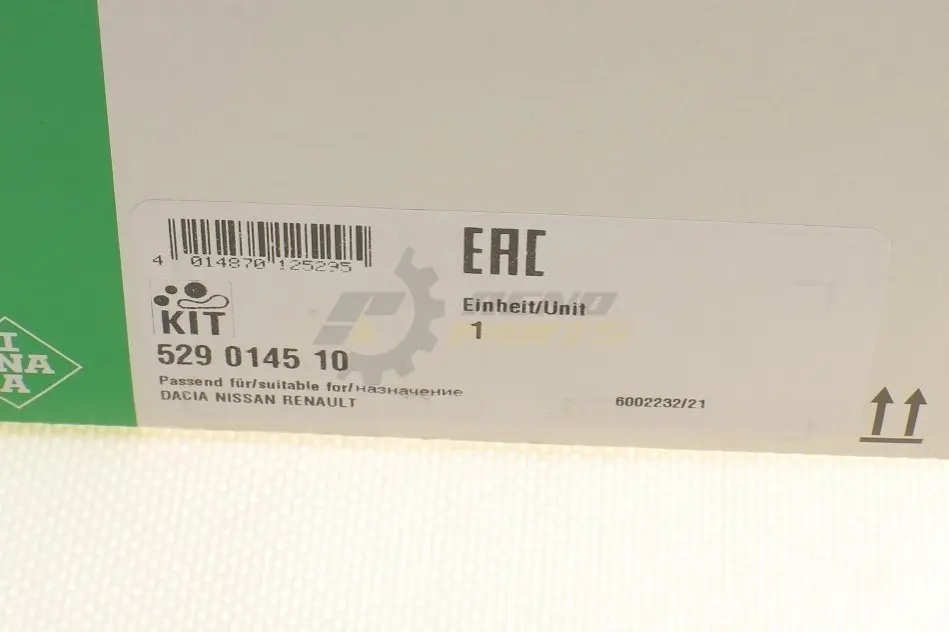 I
INA
A
4 014870 125295
EAC
KIT
Einheit/Unit
1
529 0145 10
Passend für/suitable for/назначение
DACIA NISSAN RENAULT
6002232/21
PARTS